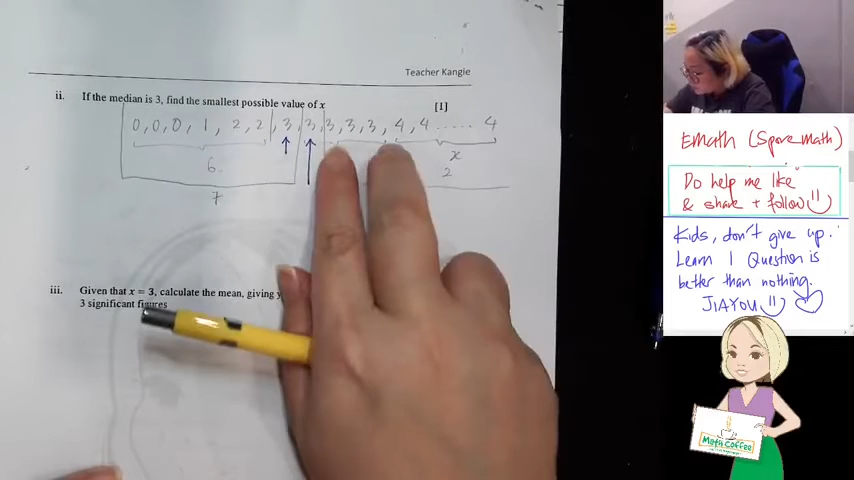 Teacher Kangie
ii. If the median is 3, find the smallest possible value of x [1]
0,0,0, 1, 2, 2, 3, 3, 3, 3, 3, 4, 4 ..... 4
6 x
2
7
iii. Given that x = 3, calculate the mean, giving
3 significant figures
Emath (Spore math)
Do help me like
& share + follow
Kids, don't give up.
Learn 1 Question is
better than nothing.
JIAYOU
Math Coffee